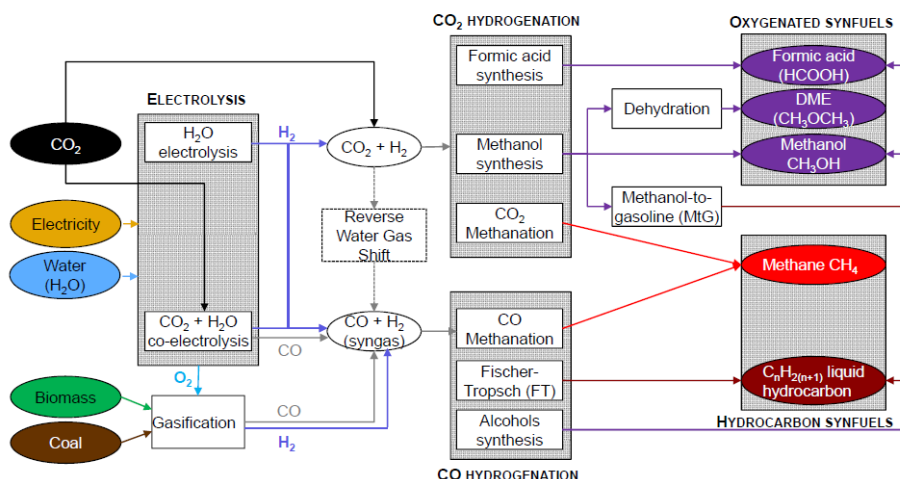 CO₂ HYDROGENATION
OXYGENATED SYNFUELS
Formic acid
synthesis
Formic acid
(HCOOH)
ELECTROLYSIS
Dehydration
DME
(CH₃OCH₃)
CO₂
H₂O
electrolysis
H₂
CO₂ + H₂
Methanol
synthesis
Methanol
CH₃OH
Electricity
Reverse
Water Gas
Shift
CO₂
Methanation
Methanol-to-
gasoline (MtG)
Water
(H₂O)
Methane CH₄
CO₂ + H₂O
co-electrolysis
CO
CO + H₂
(syngas)
CO
Methanation
O₂
Biomass
Fischer-
Tropsch (FT)
CₙH₂₍ₙ₊₁₎ liquid
hydrocarbon
Gasification
CO
H₂
Coal
Alcohols
synthesis
HYDROCARBON SYNFUELS
CO HYDROGENATION